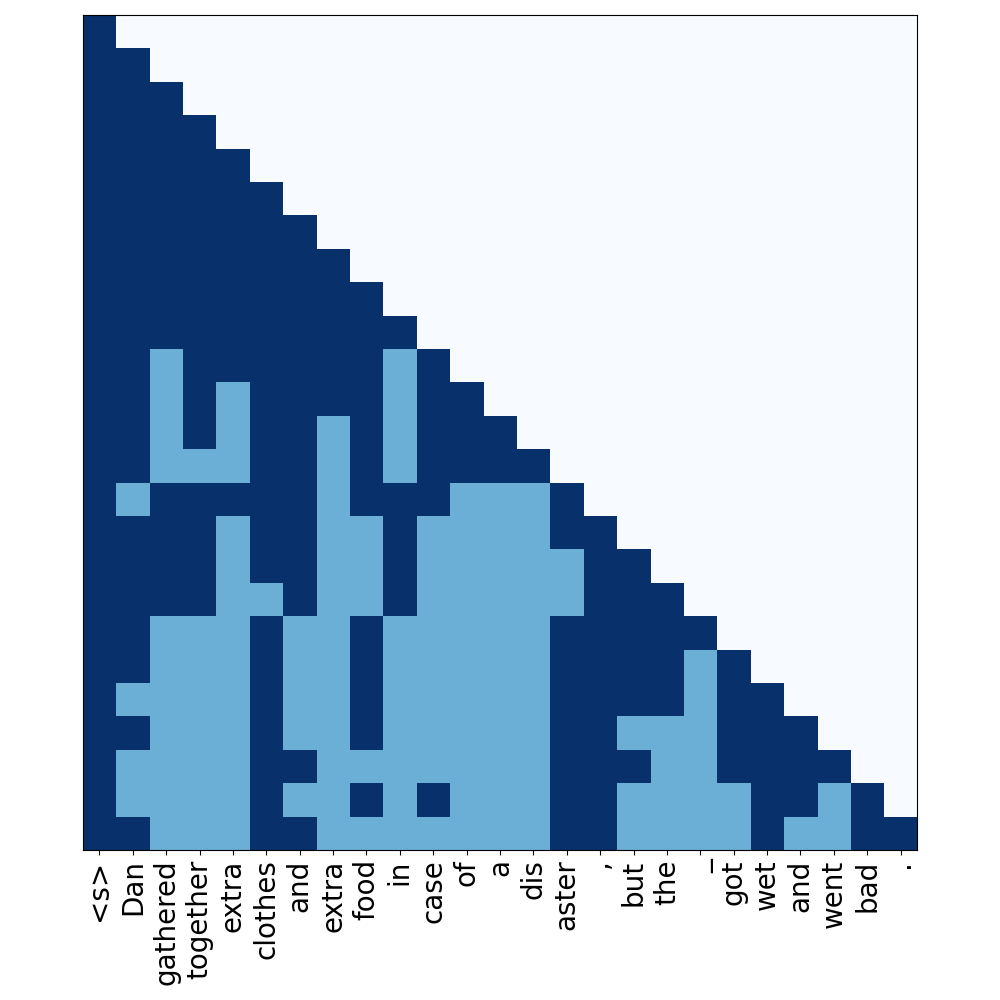 <s> Dan gathered together extra clothes and extra food in case of a dis aster , but the _ got wet and went bad .